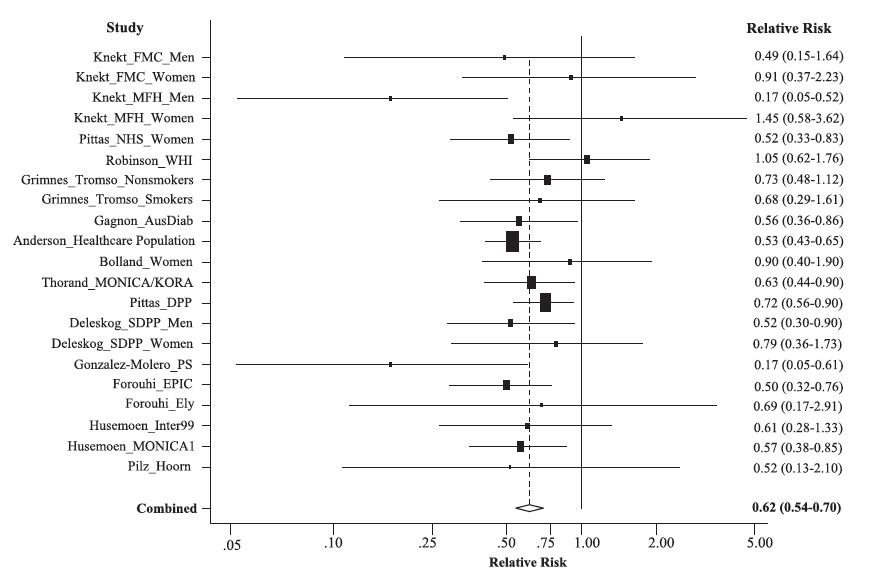 Study Relative Risk
Knekt_FMC_Men 0.49 (0.15-1.64)
Knekt_FMC_Women 0.91 (0.37-2.23)
Knekt_MFH_Men 0.17 (0.05-0.52)
Knekt_MFH_Women 1.45 (0.58-3.62)
Pittas_NHS_Women 0.52 (0.33-0.83)
Robinson_WHI 1.05 (0.62-1.76)
Grimnes_Tromso_Nonsmokers 0.73 (0.48-1.12)
Grimnes_Tromso_Smokers 0.68 (0.29-1.61)
Gagnon_AusDiab 0.56 (0.36-0.86)
Anderson_Healthcare Population 0.53 (0.43-0.65)
Bolland_Women 0.90 (0.40-1.90)
Thorand_MONICA/KORA 0.63 (0.44-0.90)
Pittas_DPP 0.72 (0.56-0.90)
Deleskog_SDPP_Men 0.52 (0.30-0.90)
Deleskog_SDPP_Women 0.79 (0.36-1.73)
Gonzalez-Molero_PS 0.17 (0.05-0.61)
Forouhi_EPIC 0.50 (0.32-0.76)
Forouhi_Ely 0.69 (0.17-2.91)
Husemoen_Inter99 0.61 (0.28-1.33)
Husemoen_MONICA1 0.57 (0.38-0.85)
Pilz_Hoorn 0.52 (0.13-2.10)
Combined 0.62 (0.54-0.70)
.05 .10 .25 .50 .75 1.00 2.00 5.00
Relative Risk